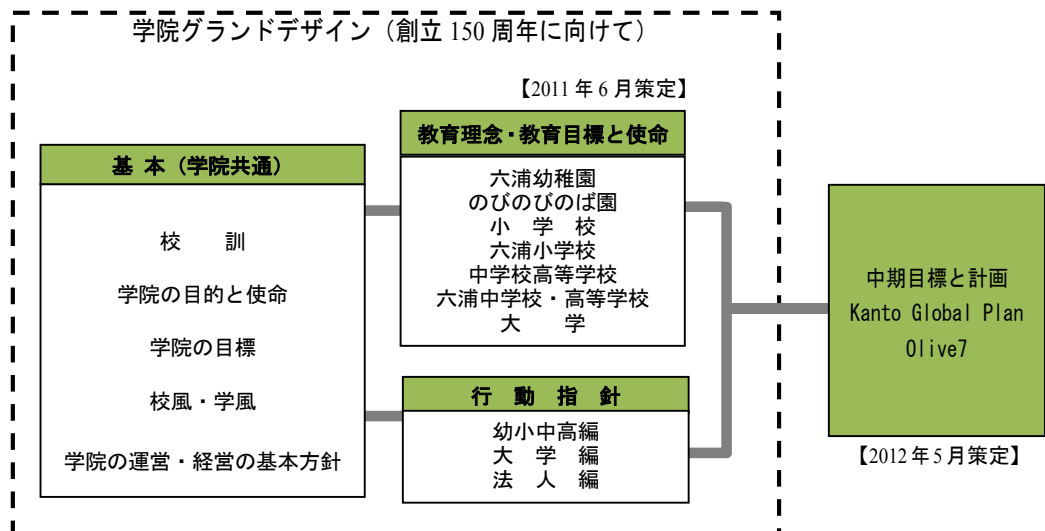 学院グランドデザイン（創立150周年に向けて）
【2011年6月策定】
基 本（学院共通）
校 訓
学院の目的と使命
学院の目標
校風・学風
学院の運営・経営の基本方針
教育理念・教育目標と使命
六浦幼稚園
のびのびのば園
小 学 校
六浦小学校
中学校高等学校
六浦中学校・高等学校
大 学
行 動 指 針
幼小中高編
大 学 編
法 人 編
中期目標と計画
Kanto Global Plan
Olive7
【2012年5月策定】